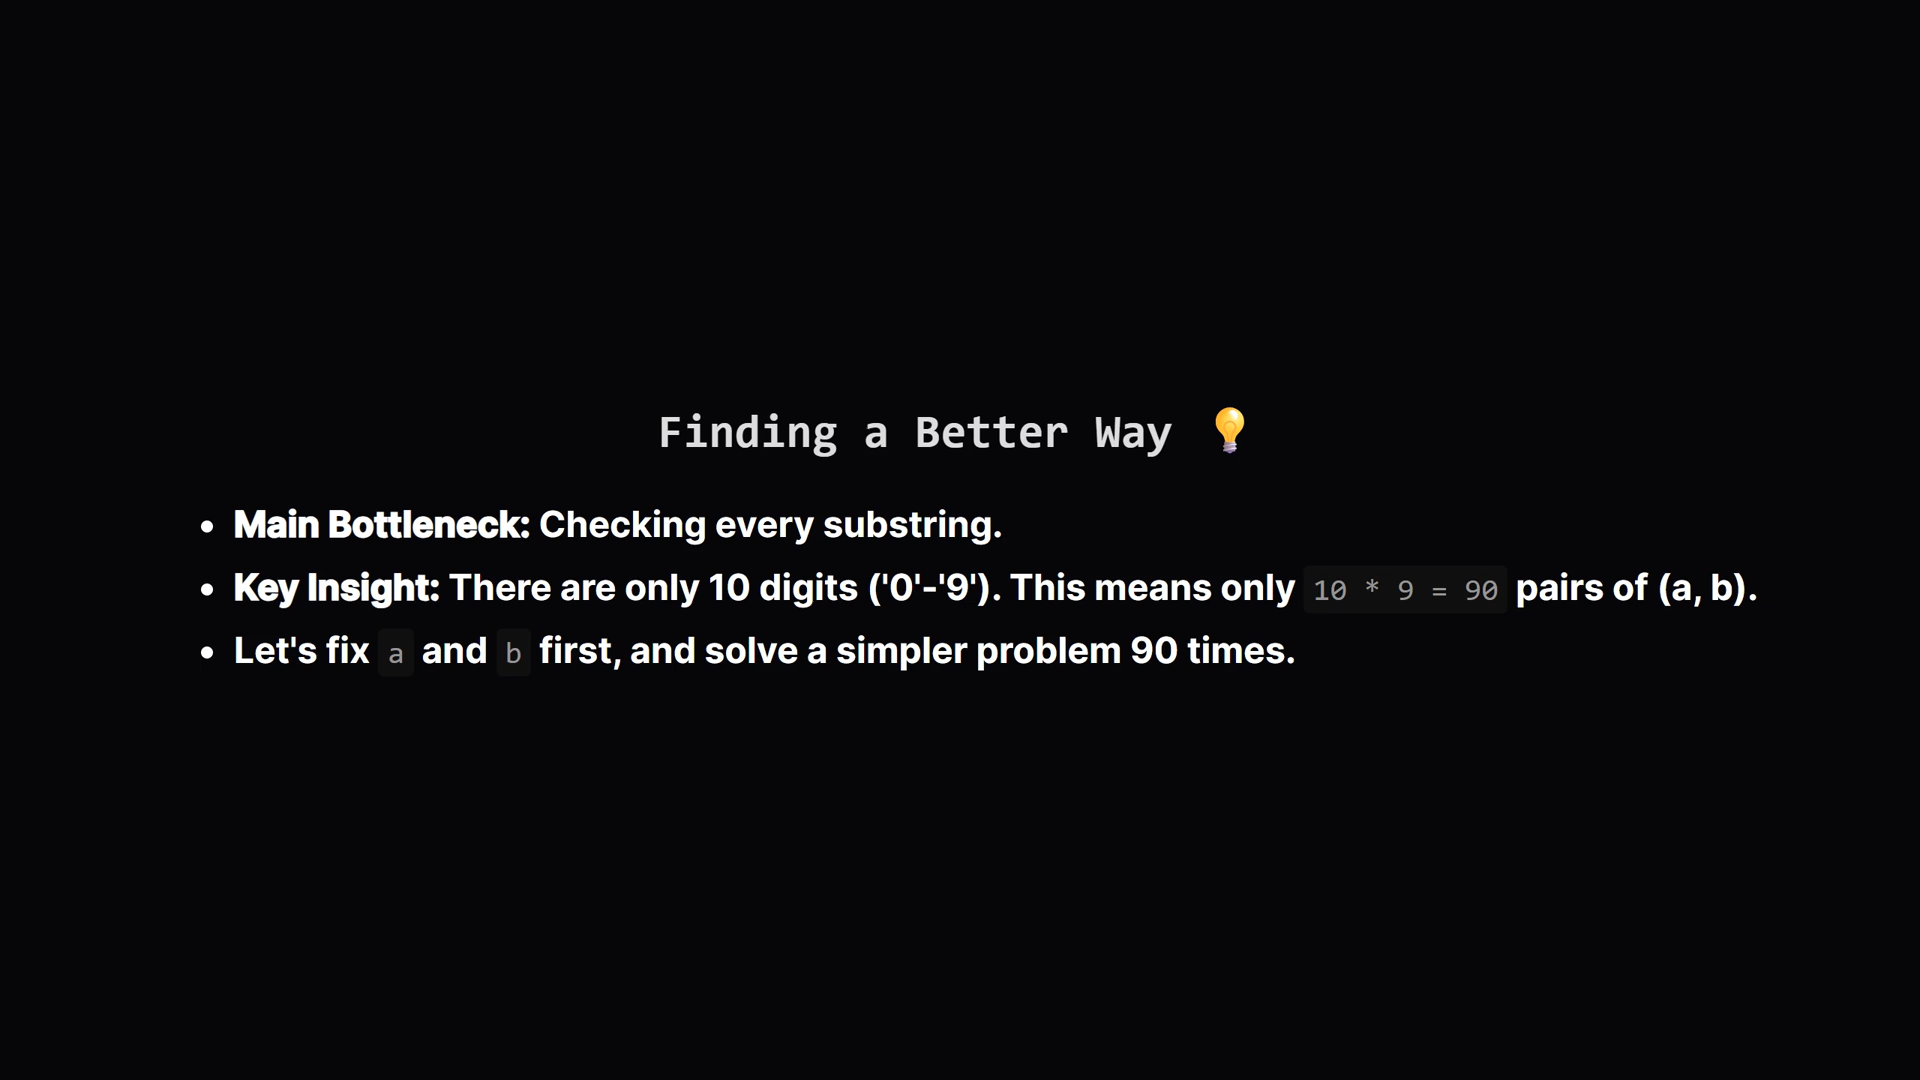 Finding a Better Way 💡
• Main Bottleneck: Checking every substring.
• Key Insight: There are only 10 digits ('0'-'9'). This means only 10 * 9 = 90 pairs of (a, b).
• Let's fix a and b first, and solve a simpler problem 90 times.